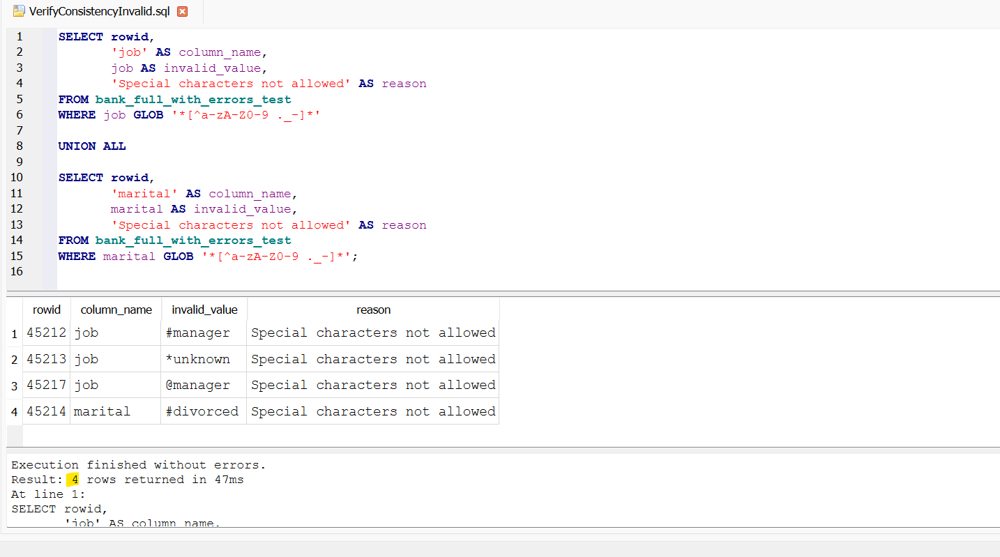 VerifyConsistencyInvalid.sql
1 SELECT rowid,
2 'job' AS column_name,
3 job AS invalid_value,
4 'Special characters not allowed' AS reason
5 FROM bank_full_with_errors_test
6 WHERE job GLOB '*[^a-zA-Z0-9 ._-]*'
7
8 UNION ALL
9
10 SELECT rowid,
11 'marital' AS column_name,
12 marital AS invalid_value,
13 'Special characters not allowed' AS reason
14 FROM bank_full_with_errors_test
15 WHERE marital GLOB '*[^a-zA-Z0-9 ._-]*';
16
rowid column_name invalid_value reason
1 45212 job #manager Special characters not allowed
2 45213 job *unknown Special characters not allowed
3 45217 job @manager Special characters not allowed
4 45214 marital #divorced Special characters not allowed
Execution finished without errors.
Result: 4 rows returned in 47ms
At line 1:
SELECT rowid,
'job' AS column_name,